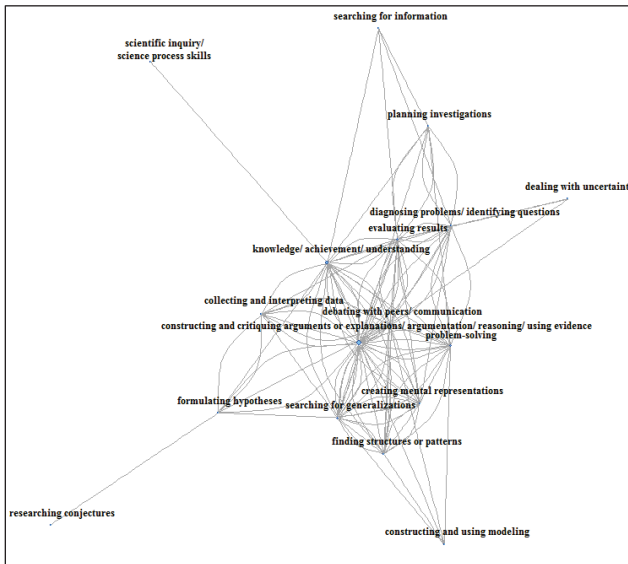 searching for information
scientific inquiry/
science process skills
planning investigations
dealing with uncertaint
diagnosing problems/ identifying questions
evaluating results
knowledge/ achievement/ understanding
collecting and interpreting data
debating with peers/ communication
constructing and critiquing arguments or explanations/ argumentation/ reasoning/ using evidence
problem-solving
creating mental representations
formulating hypotheses
searching for generalizations
finding structures or patterns
researching conjectures
constructing and using modeling